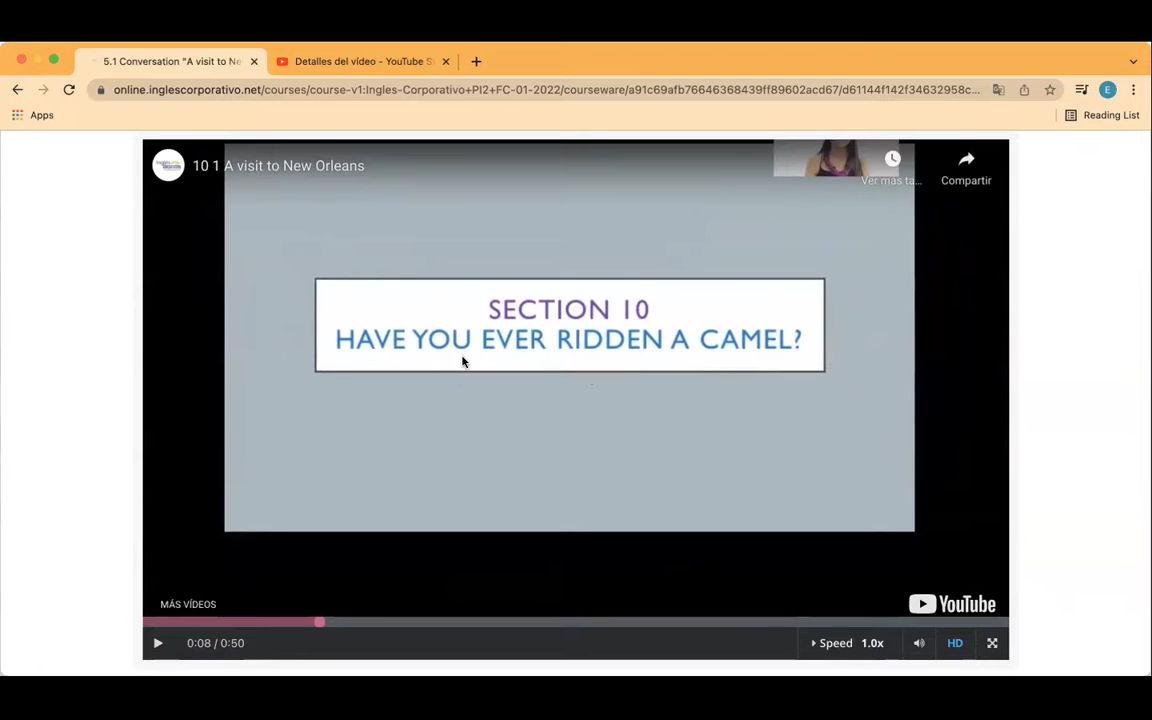 5.1 Conversation "A visit to Ne
Detalles del vídeo - YouTube S
online.inglescorporativo.net/courses/course-v1:Ingles-Corporativo+PI2+FC-01-2022/courseware/a91c69afb76646368439ff89602acd67/d61144f142f34632958c...
E
Apps
Reading List
10 1 A visit to New Orleans
Ver más ta...
Compartir
SECTION 10
HAVE YOU EVER RIDDEN A CAMEL?
MÁS VÍDEOS
YouTube
0:08 / 0:50
Speed 1.0x
HD